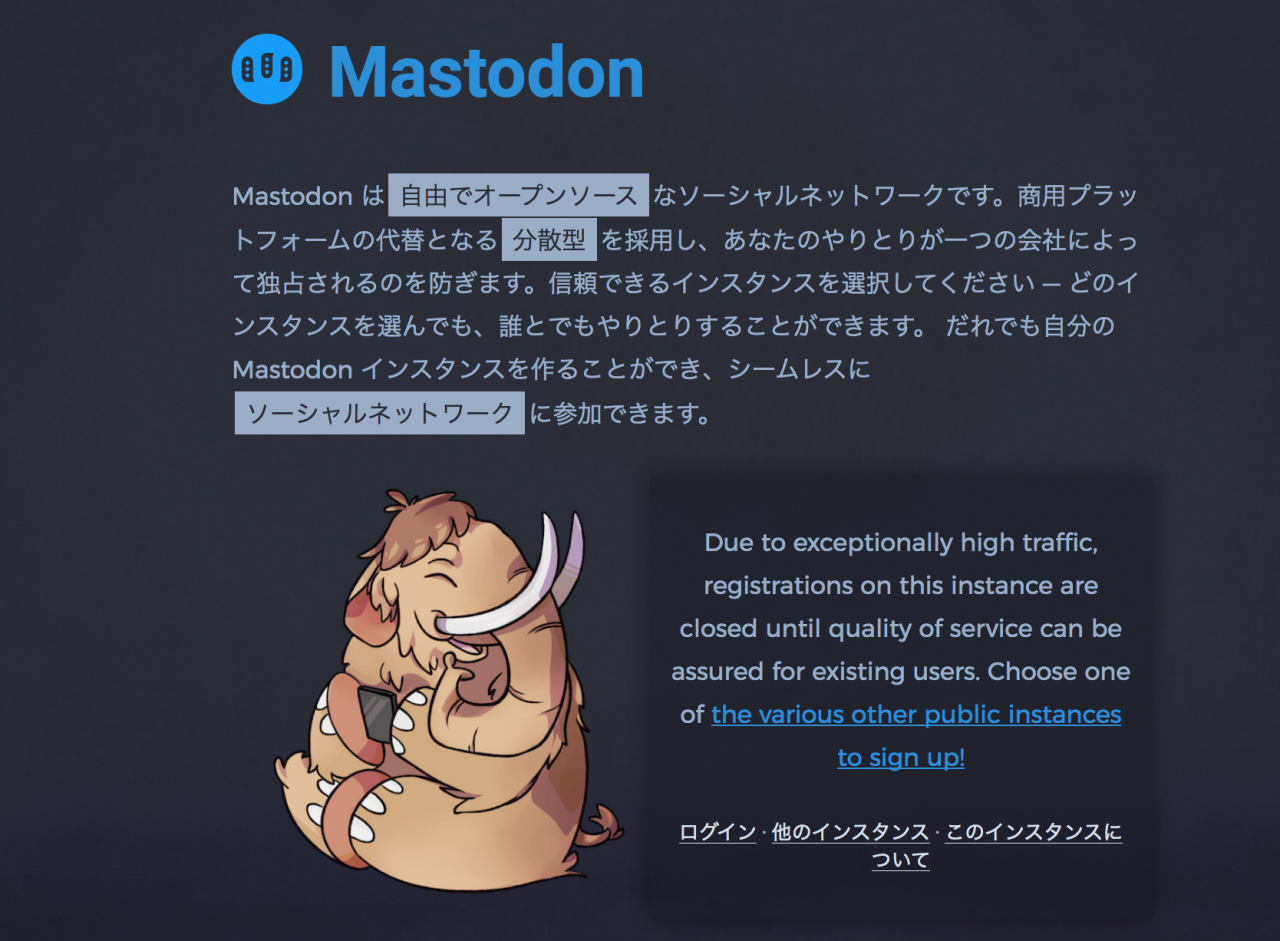 Mastodon
Mastodon は 自由でオープンソース なソーシャルネットワークです。商用プラッ
トフォームの代替となる 分散型 を採用し、あなたのやりとりが一つの会社によっ
て独占されるのを防ぎます。信頼できるインスタンスを選択してください — どのイ
ンスタンスを選んでも、誰とでもやりとりすることができます。 だれでも自分の
Mastodon インスタンスを作ることができ、シームレスに
ソーシャルネットワーク に参加できます。
Due to exceptionally high traffic,
registrations on this instance are
closed until quality of service can be
assured for existing users. Choose one
of the various other public instances
to sign up!
ログイン · 他のインスタンス · このインスタンスに
ついて